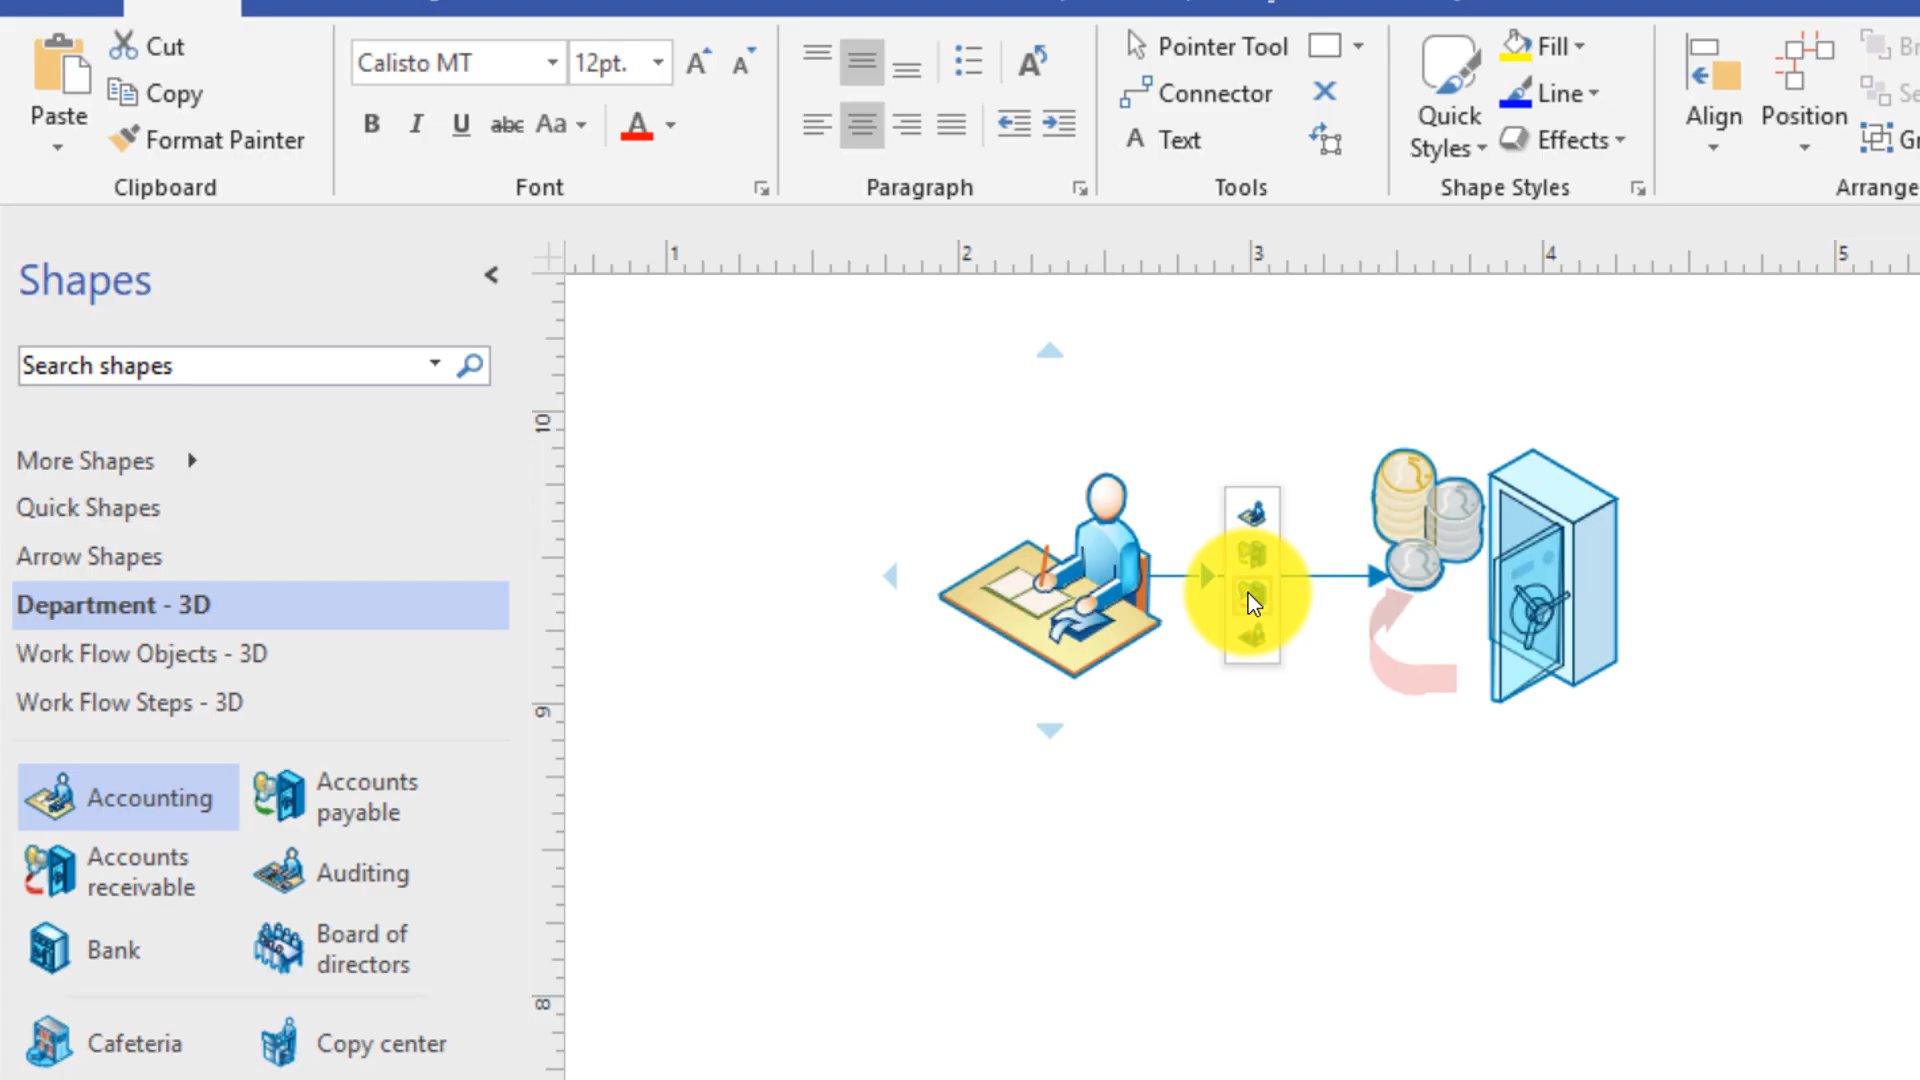 Cut
Copy
Format Painter
Paste
Clipboard
Calisto MT
12pt.
B I U abc Aa A
Font
Paragraph
Pointer Tool
Connector
A Text
Tools
Quick
Styles
Fill
Line
Effects
Shape Styles
Align
Position
Arrange
Shapes
Search shapes
More Shapes
Quick Shapes
Arrow Shapes
Department - 3D
Work Flow Objects - 3D
Work Flow Steps - 3D
Accounting
Accounts
payable
Accounts
receivable
Auditing
Bank
Board of
directors
Cafeteria
Copy center
1 2 3 4 5
10
9
8